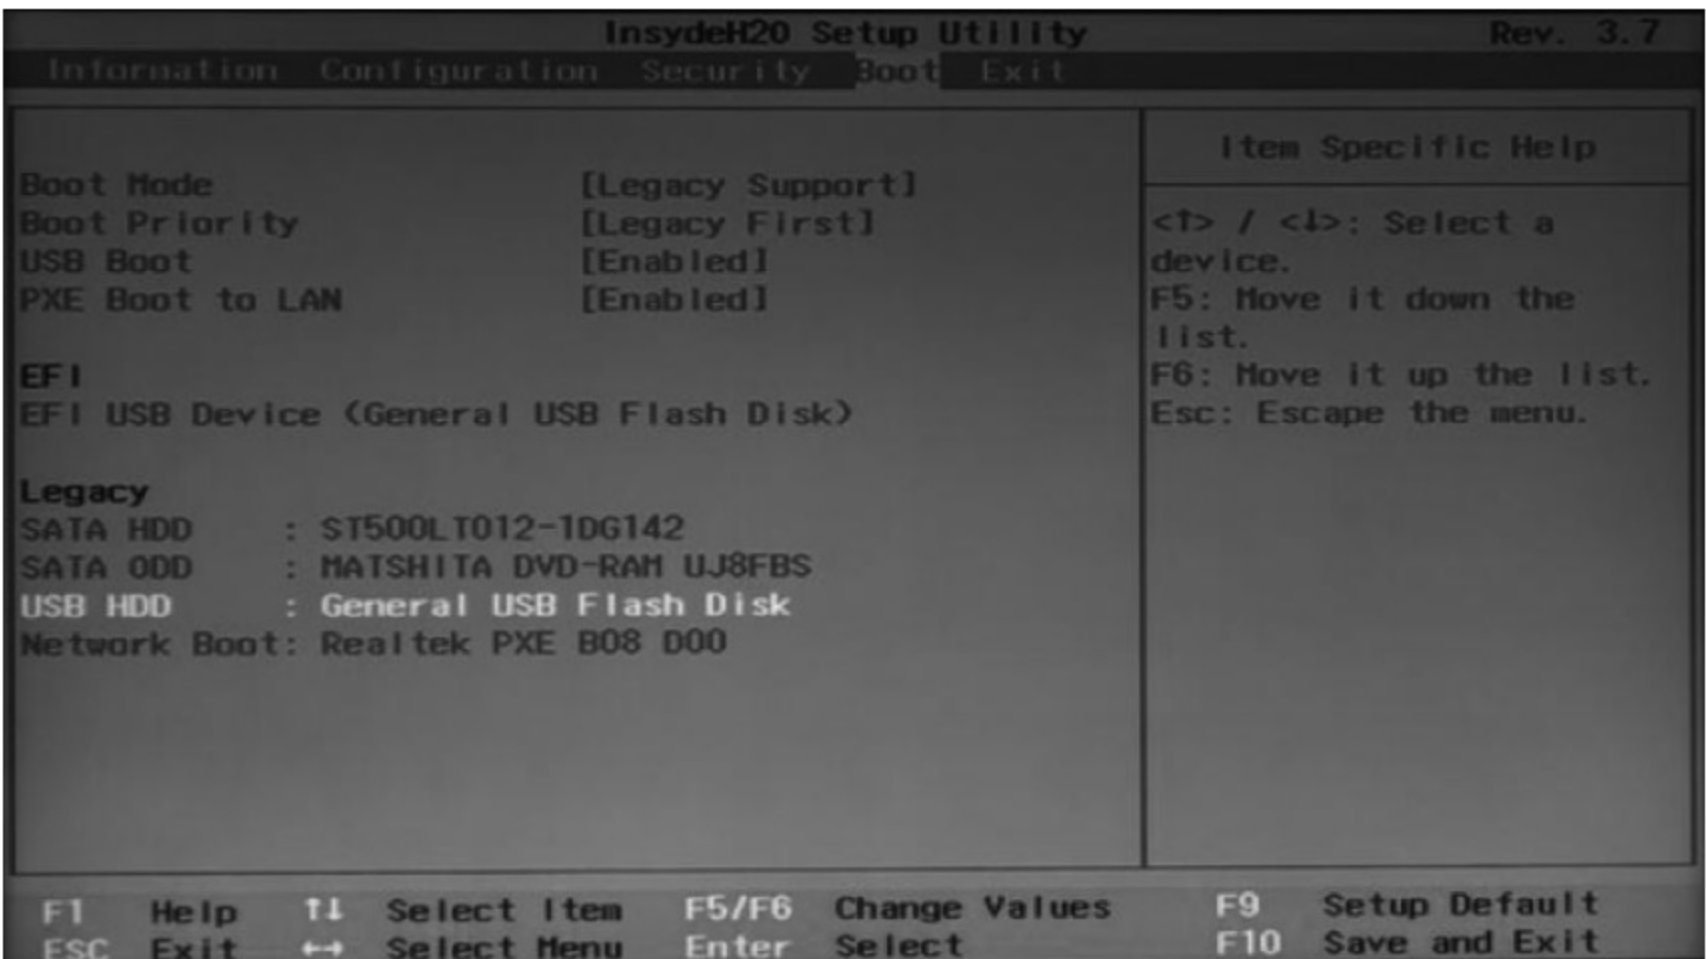 InsydeH20 Setup Utility Rev. 3.7
Information Configuration Security Boot Exit
Item Specific Help
Boot Mode [Legacy Support]
Boot Priority [Legacy First]
USB Boot [Enabled]
PXE Boot to LAN [Enabled]
EFI
EFI USB Device (General USB Flash Disk)
Legacy
SATA HDD : ST500LT012-1DG142
SATA ODD : MATSHITA DVD-RAM UJ8FBS
USB HDD : General USB Flash Disk
Network Boot: Realtek PXE B08 D00
<↑> / <↓>: Select a
device.
F5: Move it down the
list.
F6: Move it up the list.
Esc: Escape the menu.
F1 Help ↑↓ Select Item F5/F6 Change Values F9 Setup Default
ESC Exit ↔ Select Menu Enter Select F10 Save and Exit